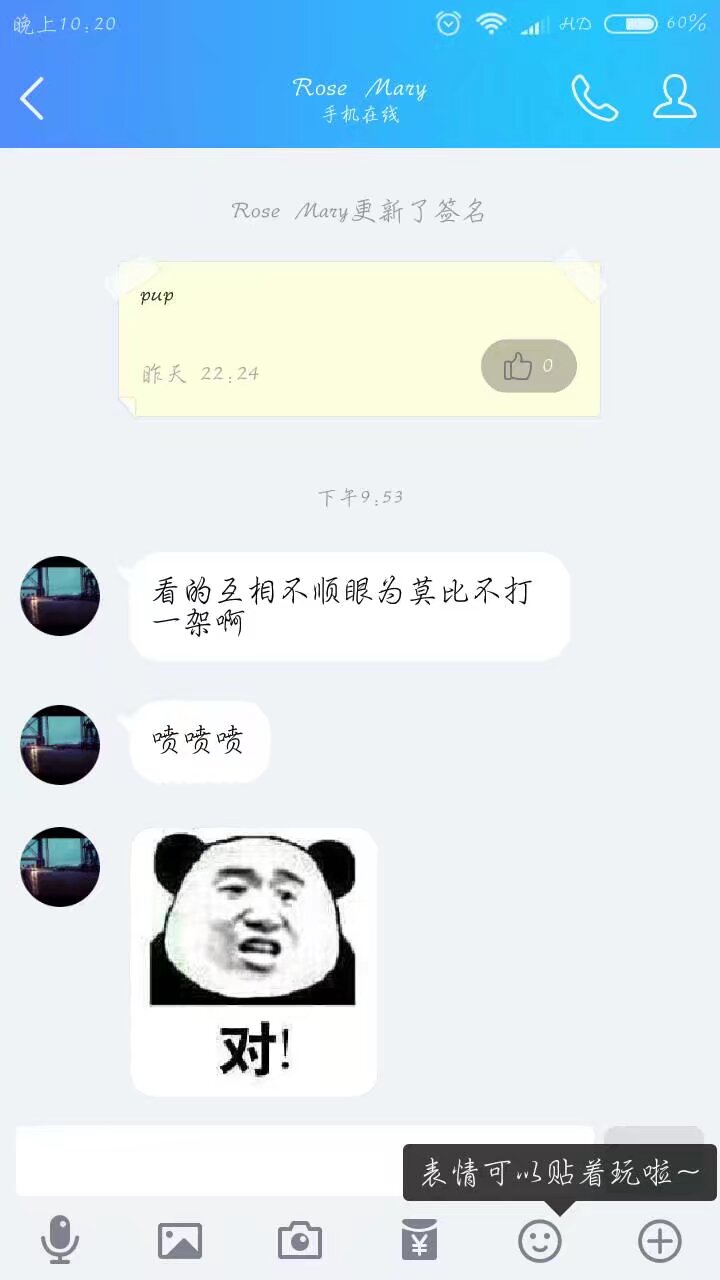 晚上10:20
HD
60%
Rose Mary
手机在线
Rose Mary更新了签名
pup
昨天 22:24
0
下午9:53
看的互相不顺眼为莫比不打
一架啊
喷喷喷
对!
表情可以贴着玩啦～
¥